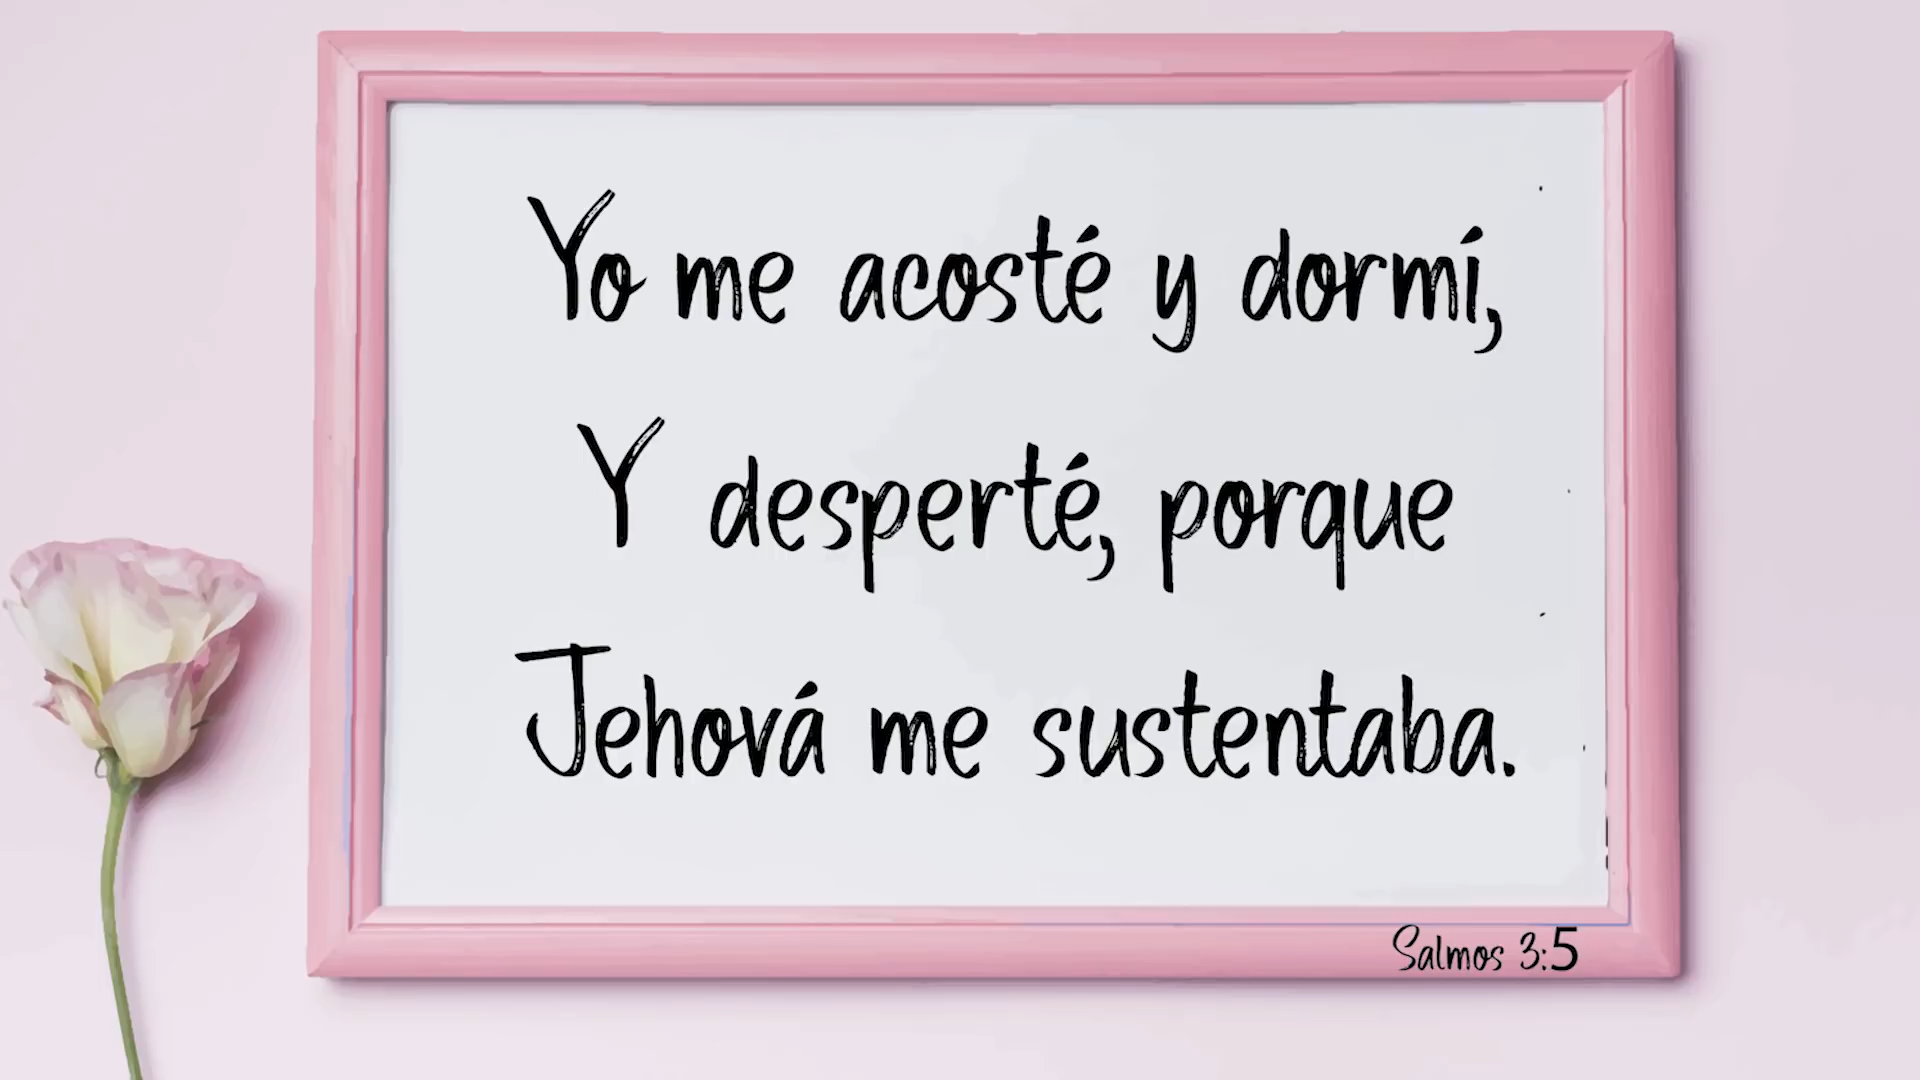 Yo me acosté y dormí,
Y desperté, porque
Jehová me sustentaba.
Salmos 3:5